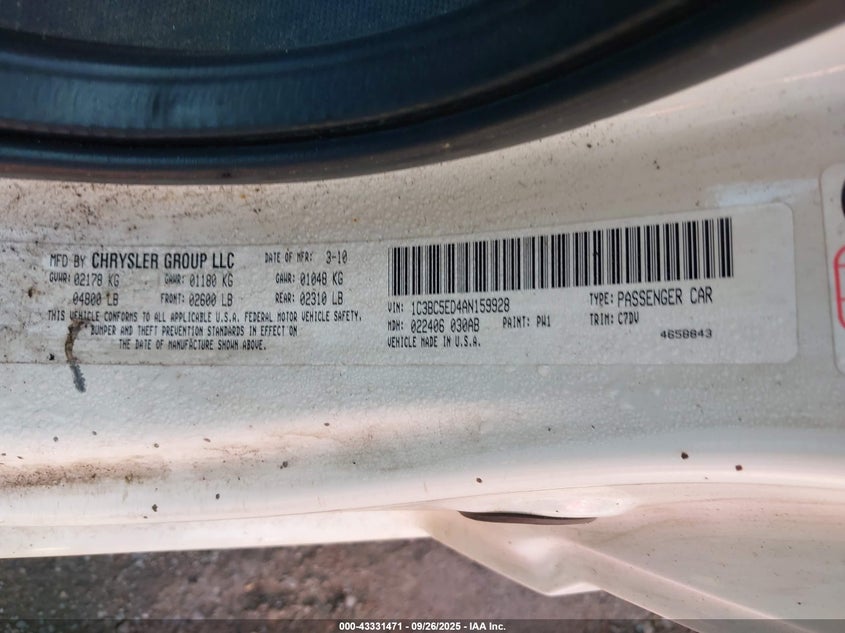 MFD BY CHRYSLER GROUP LLC DATE OF MFR: 3-10
GVWR: 02178 KG GAWR: 01180 KG GAWR: 01048 KG
04800 LB FRONT: 02600 LB REAR: 02310 LB
THIS VEHICLE CONFORMS TO ALL APPLICABLE U.S.A. FEDERAL MOTOR VEHICLE SAFETY,
BUMPER AND THEFT PREVENTION STANDARDS IN EFFECT ON
THE DATE OF MANUFACTURE SHOWN ABOVE.
VIN: 1C3BC5ED4AN159928 TYPE: PASSENGER CAR
MDH: 022406 030AB PAINT: PW1 TRIM: C7DV
VEHICLE MADE IN U.S.A. 4658843
000-43331471 | 09/26/2025 - IAA Inc.